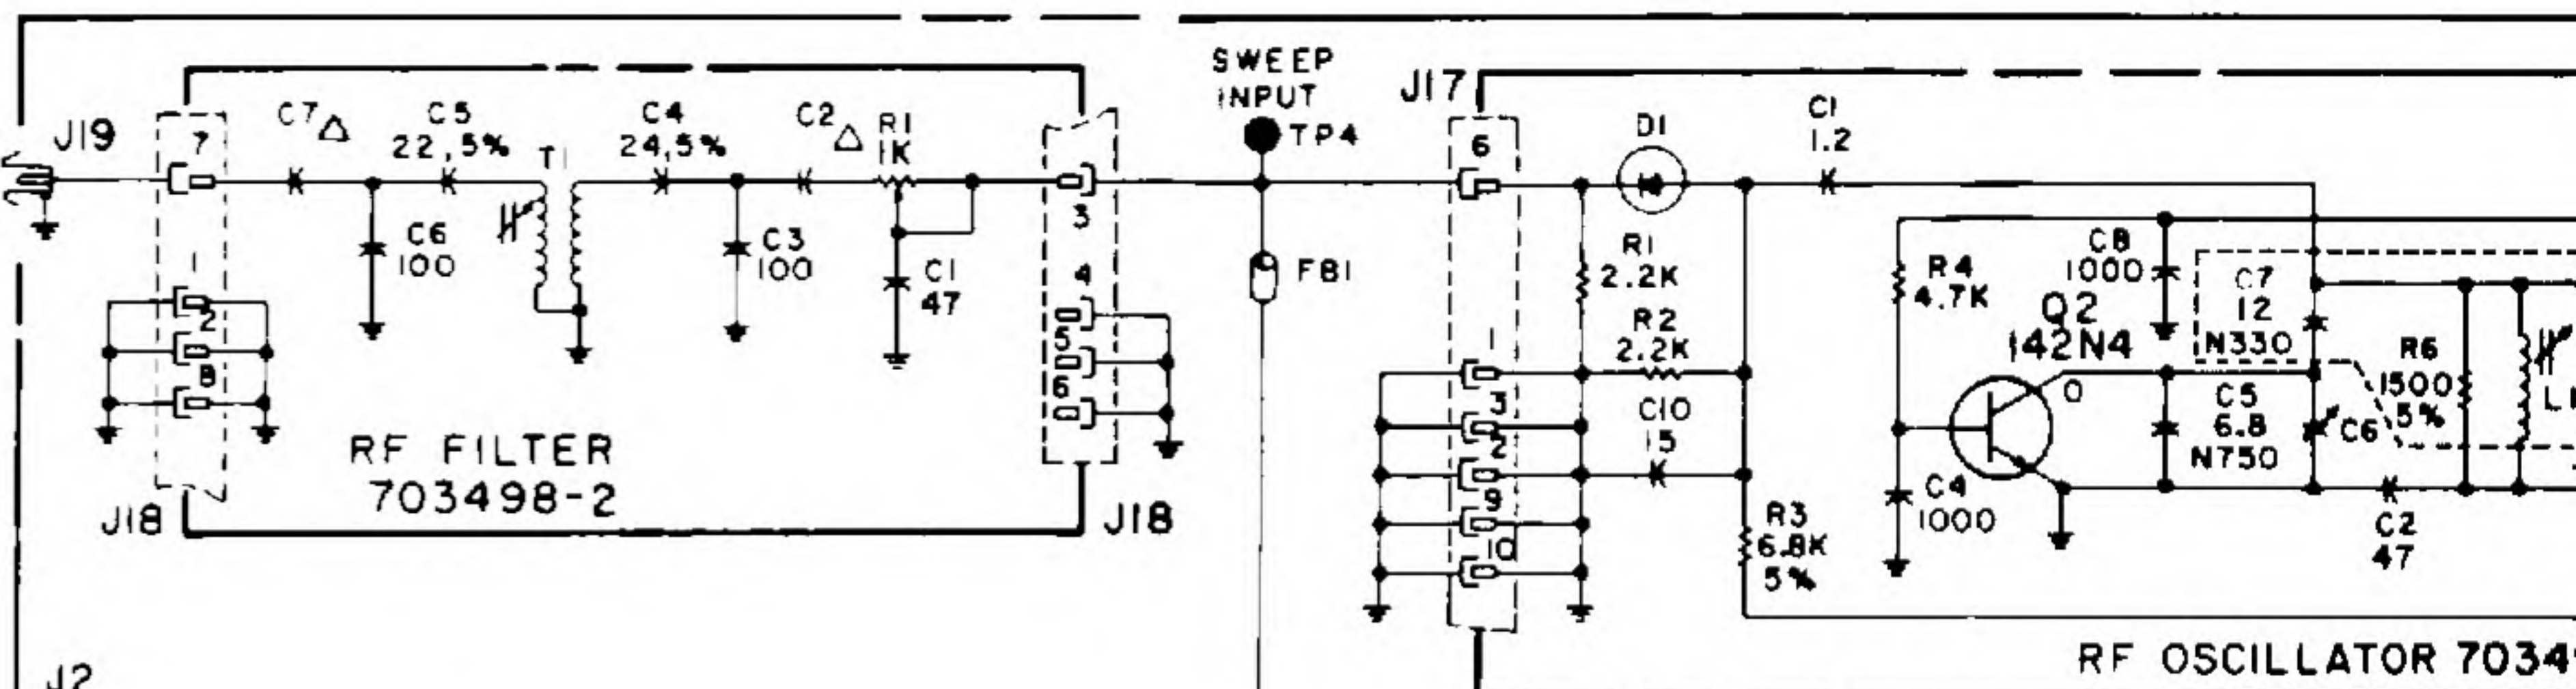 SWEEP
INPUT
TP4
FB1
J19
J18
7
1
2
8
C7 △
C5
22,5%
T1
C4
24,5%
C2 △
R1
1K
C6
100
C3
100
C1
47
3
4
5
6
RF FILTER
703498-2
J18
J2
J17
6
1
3
2
9
10
D1
C1
1.2
R1
2.2K
R2
2.2K
C10
15
R3
6.8K
5%
R4
4.7K
C8
1000
Q2
142N4
O
C4
1000
C7
12
N330
C5
6.8
N750
C6
R6
1500
5%
L1
C2
47
RF OSCILLATOR 7034